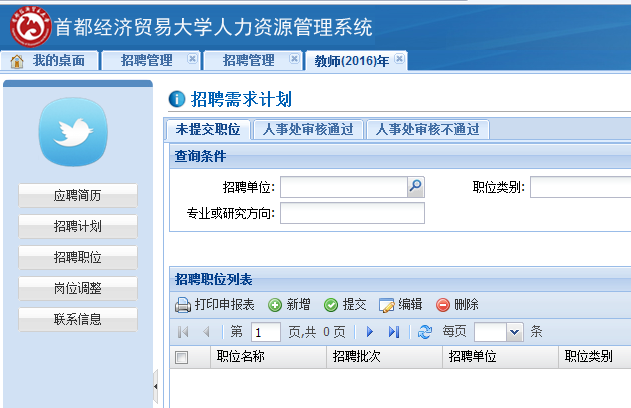 首都经济贸易大学人力资源管理系统
我的桌面 招聘管理 招聘管理 教师(2016)年
招聘需求计划
未提交职位 人事处审核通过 人事处审核不通过
查询条件
招聘单位: 职位类别:
专业或研究方向:
应聘简历
招聘计划
招聘职位
岗位调整
联系信息
招聘职位列表
打印申报表 新增 提交 编辑 删除
第 1 页,共 0 页 每页 条
职位名称 招聘批次 招聘单位 职位类别